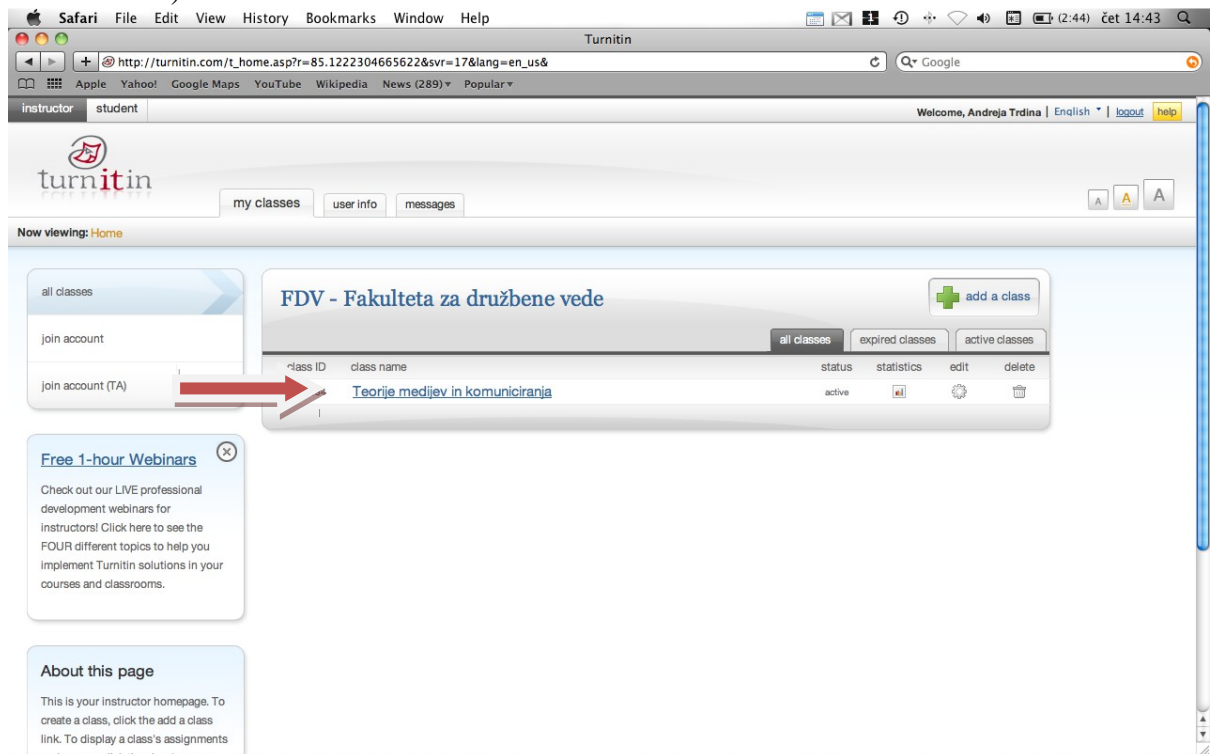 Safari File Edit View History Bookmarks Window Help (2:44) čet 14:43
Turnitin
http://turnitin.com/t_home.asp?r=85.1222304665622&svr=17&lang=en_us& Google
Apple Yahoo! Google Maps YouTube Wikipedia News (289) Popular
instructor student Welcome, Andreja Trdina | English | logout help
turnitin
my classes user info messages A A A
Now viewing: Home
all classes
join account
join account (TA)
FDV - Fakulteta za družbene vede add a class
all classes expired classes active classes
class ID class name status statistics edit delete
Teorije medijev in komuniciranja active
Free 1-hour Webinars
Check out our LIVE professional
development webinars for
instructors! Click here to see the
FOUR different topics to help you
implement Turnitin solutions in your
courses and classrooms.
About this page
This is your instructor homepage. To
create a class, click the add a class
link. To display a class's assignments